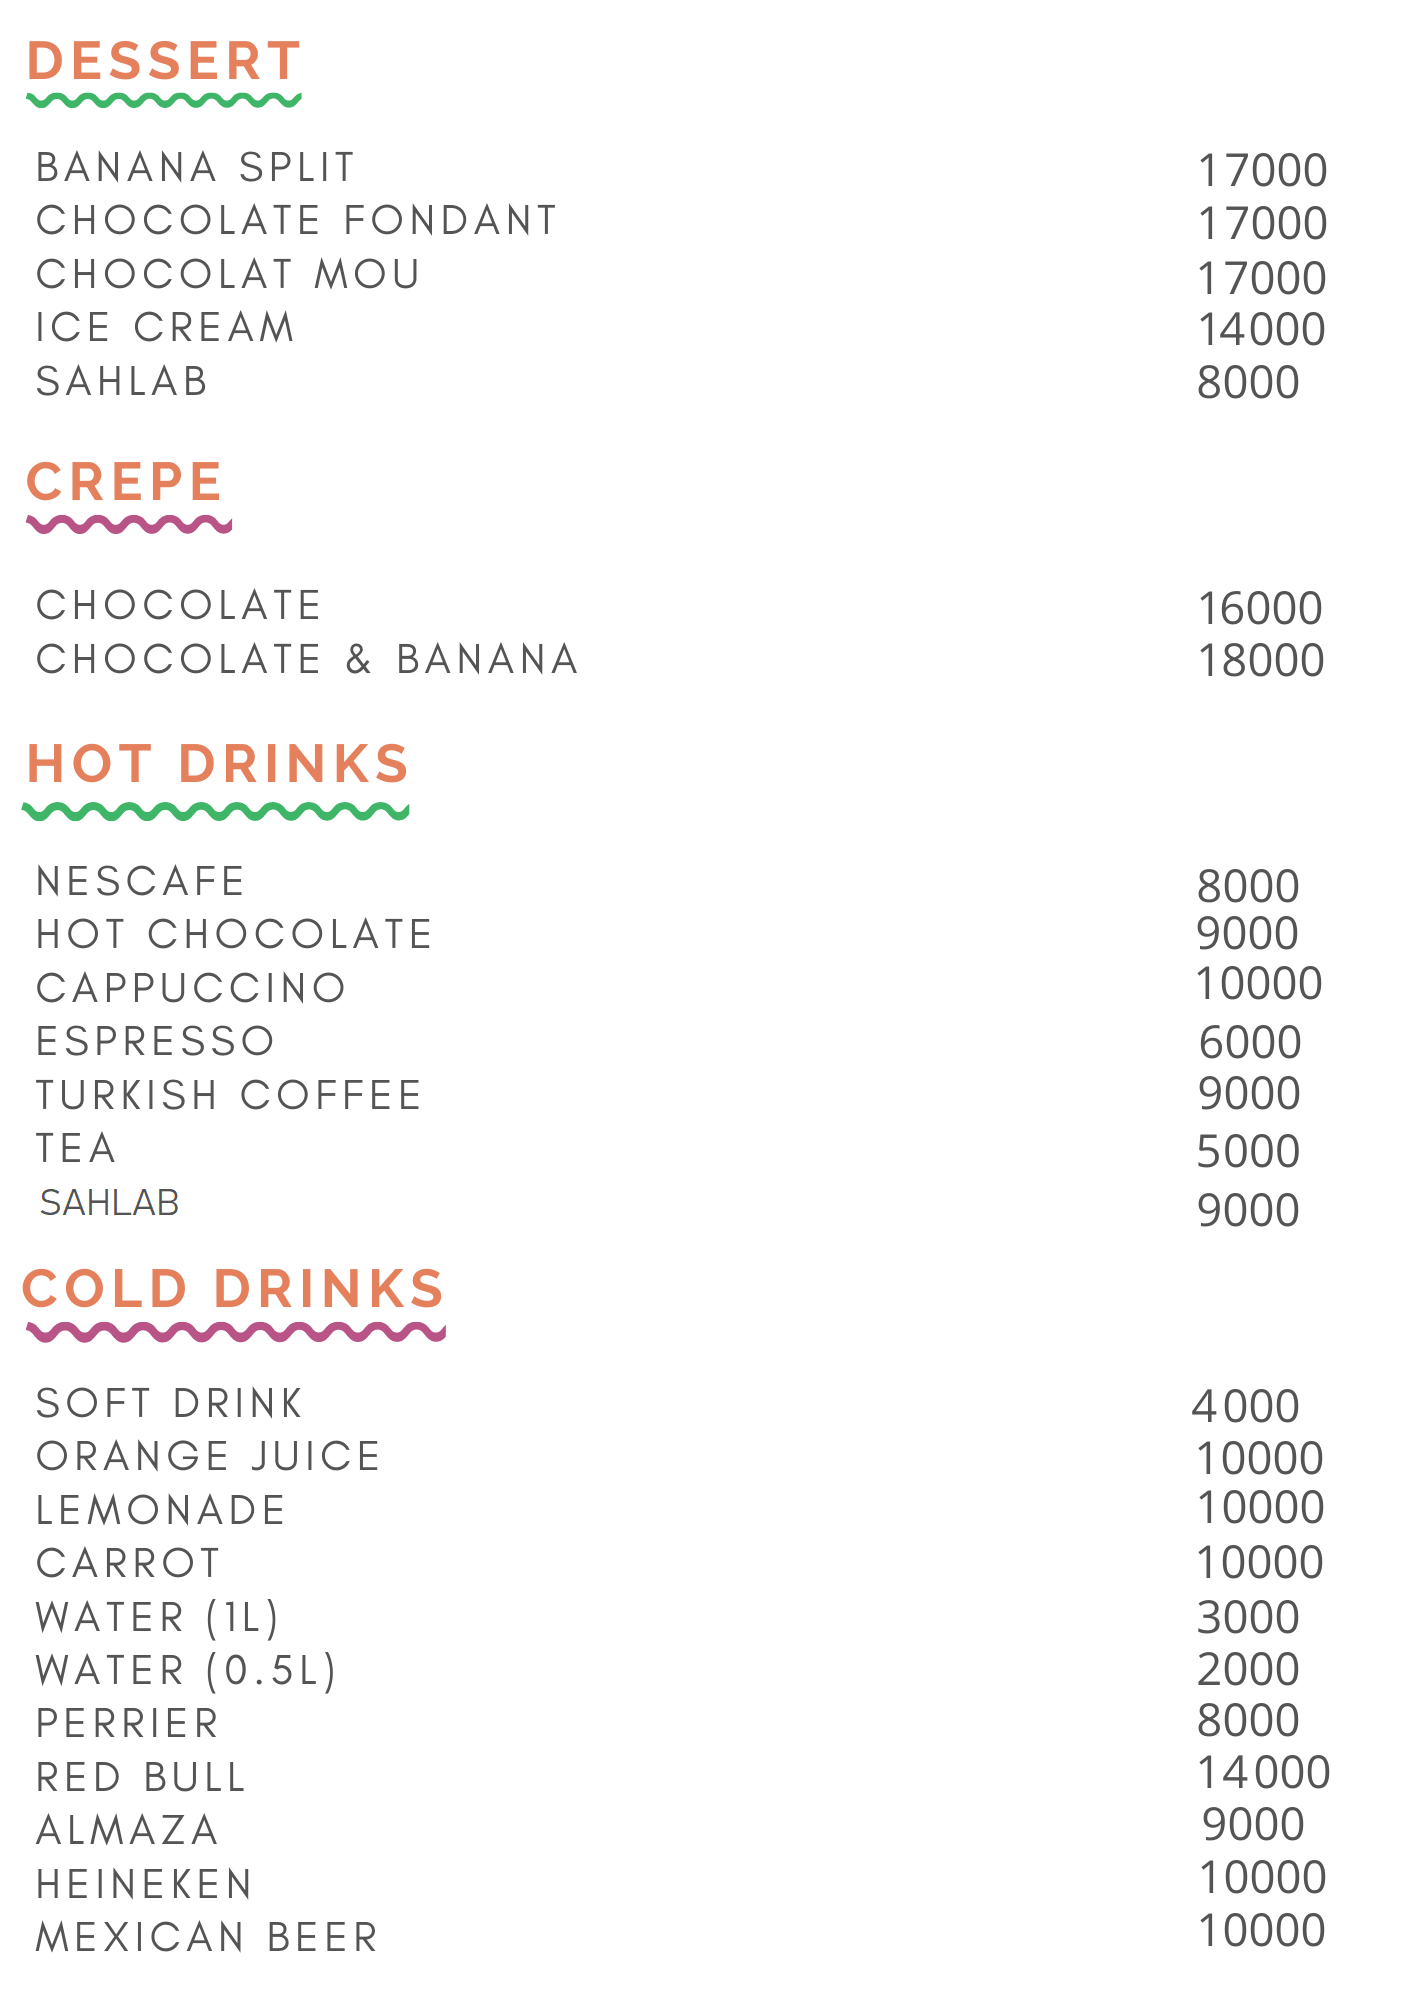 DESSERT
BANANA SPLIT 17000
CHOCOLATE FONDANT 17000
CHOCOLAT MOU 17000
ICE CREAM 14000
SAHLAB 8000
CREPE
CHOCOLATE 16000
CHOCOLATE & BANANA 18000
HOT DRINKS
NESCAFE 8000
HOT CHOCOLATE 9000
CAPPUCCINO 10000
ESPRESSO 6000
TURKISH COFFEE 9000
TEA 5000
SAHLAB 9000
COLD DRINKS
SOFT DRINK 4000
ORANGE JUICE 10000
LEMONADE 10000
CARROT 10000
WATER (1L) 3000
WATER (0.5L) 2000
PERRIER 8000
RED BULL 14000
ALMAZA 9000
HEINEKEN 10000
MEXICAN BEER 10000